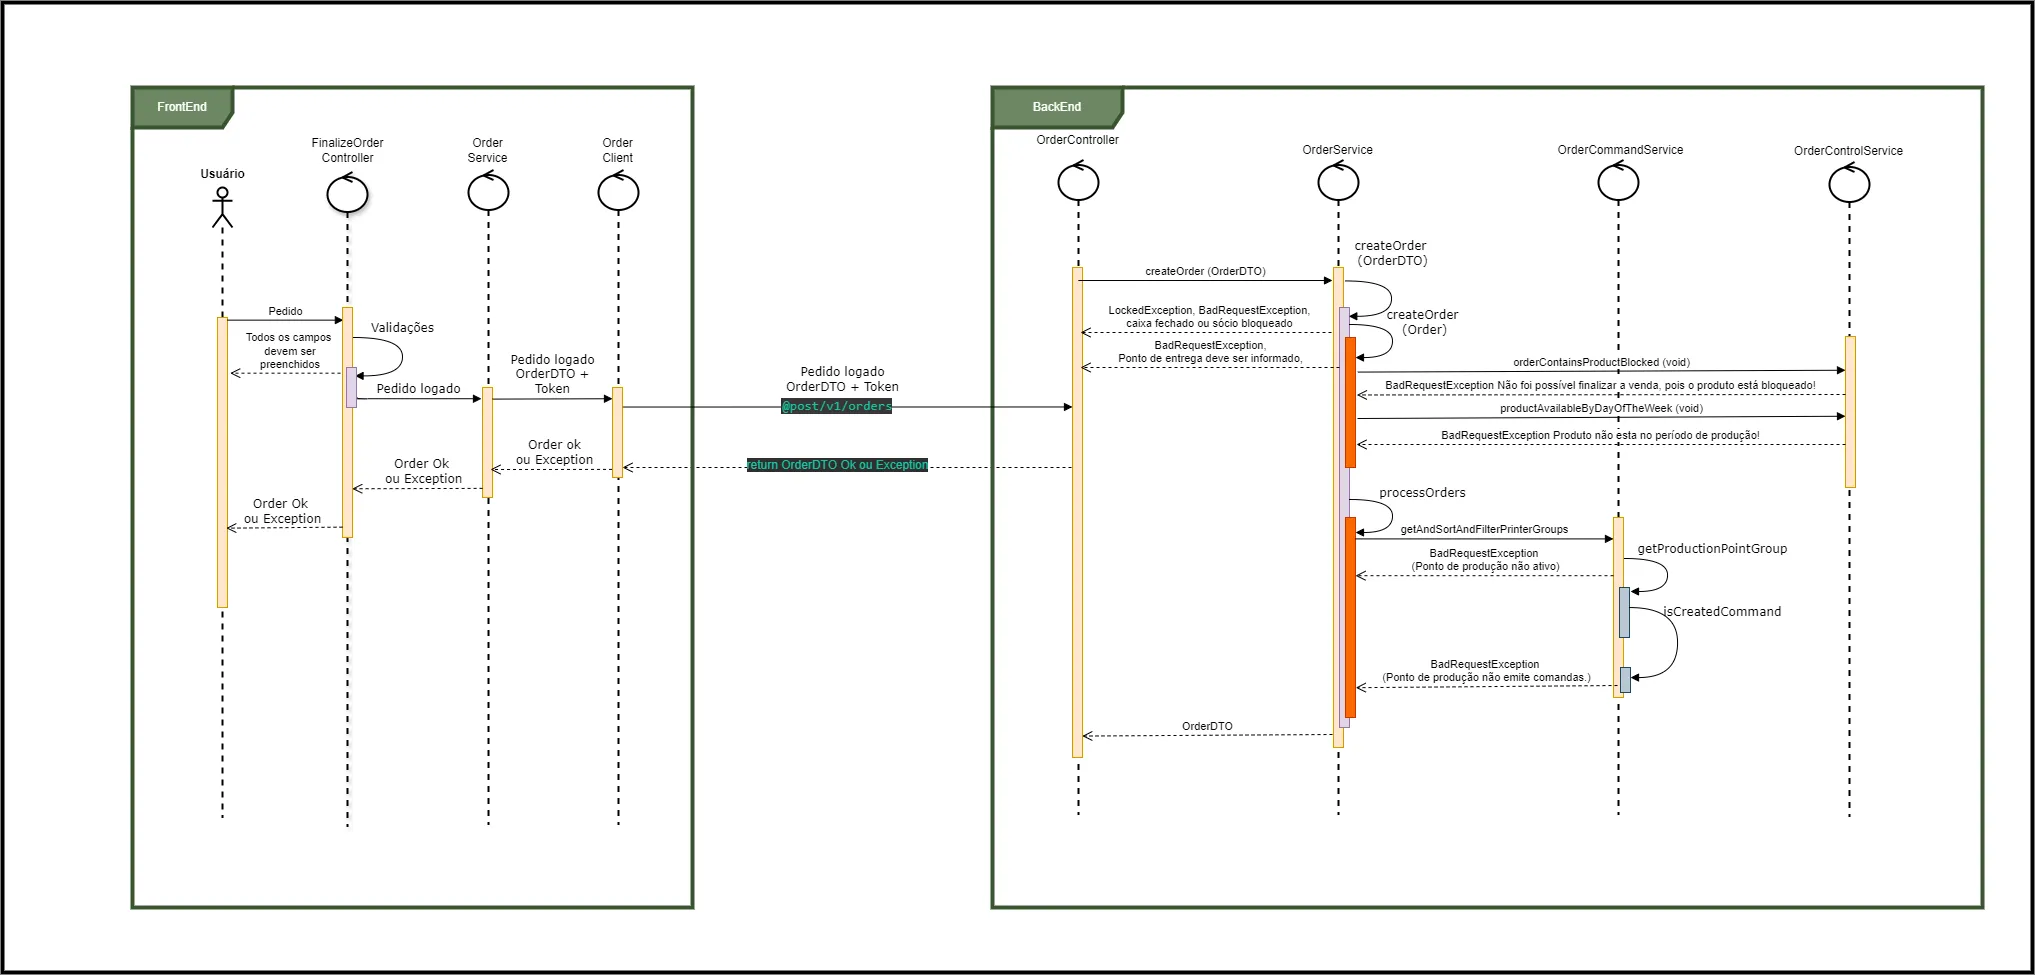 FrontEnd
FinalizeOrder
Controller
Order
Service
Order
Client
Usuário
Pedido
Validações
Todos os campos
devem ser
preenchidos
Pedido logado
Pedido logado
OrderDTO +
Token
Order ok
ou Exception
Order Ok
ou Exception
Order Ok
ou Exception
Pedido logado
OrderDTO + Token
@post/v1/orders
return OrderDTO Ok ou Exception
BackEnd
OrderController
OrderService
OrderCommandService
OrderControlService
createOrder
(OrderDTO)
createOrder (OrderDTO)
LockedException, BadRequestException,
caixa fechado ou sócio bloqueado
createOrder
(Order)
BadRequestException,
Ponto de entrega deve ser informado,
orderContainsProductBlocked (void)
BadRequestException Não foi possível finalizar a venda, pois o produto está bloqueado!
productAvailableByDayOfTheWeek (void)
BadRequestException Produto não esta no período de produção!
processOrders
getAndSortAndFilterPrinterGroups
BadRequestException
(Ponto de produção não ativo)
getProductionPointGroup
isCreatedCommand
BadRequestException
(Ponto de produção não emite comandas.)
OrderDTO